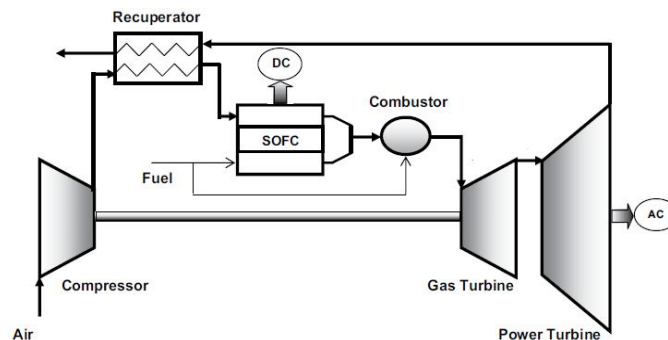 Recuperator
DC
Combustor
SOFC
Fuel
AC
Compressor
Gas Turbine
Air
Power Turbine